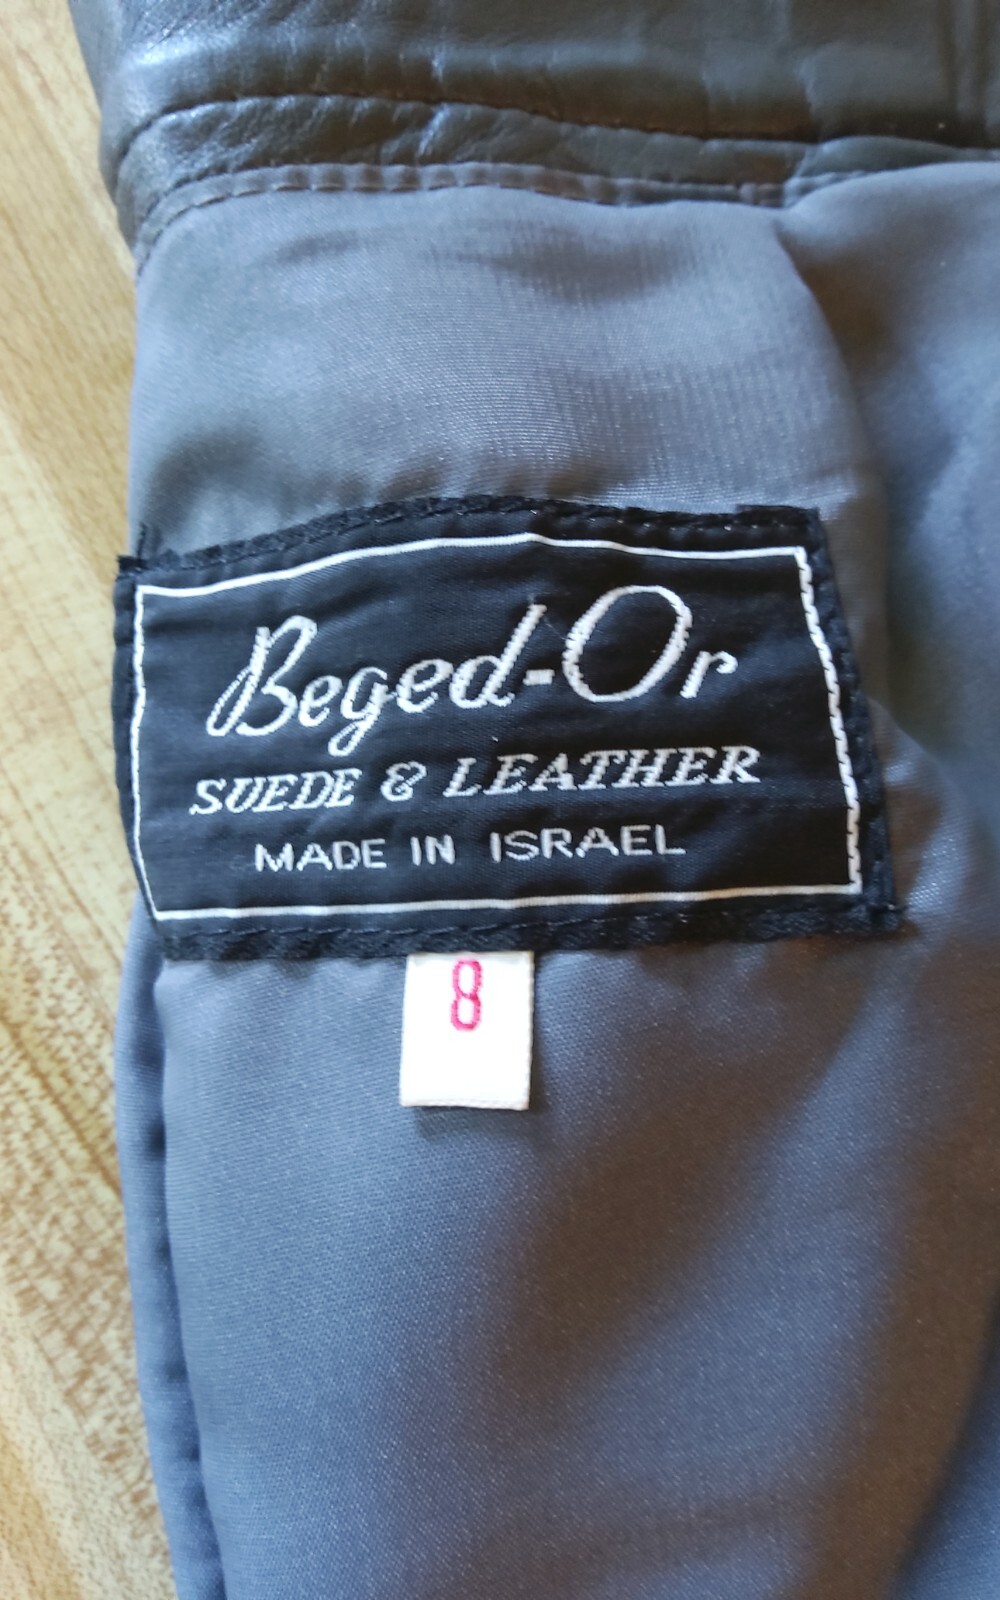 Beged-Or
SUEDE & LEATHER
MADE IN ISRAEL
8